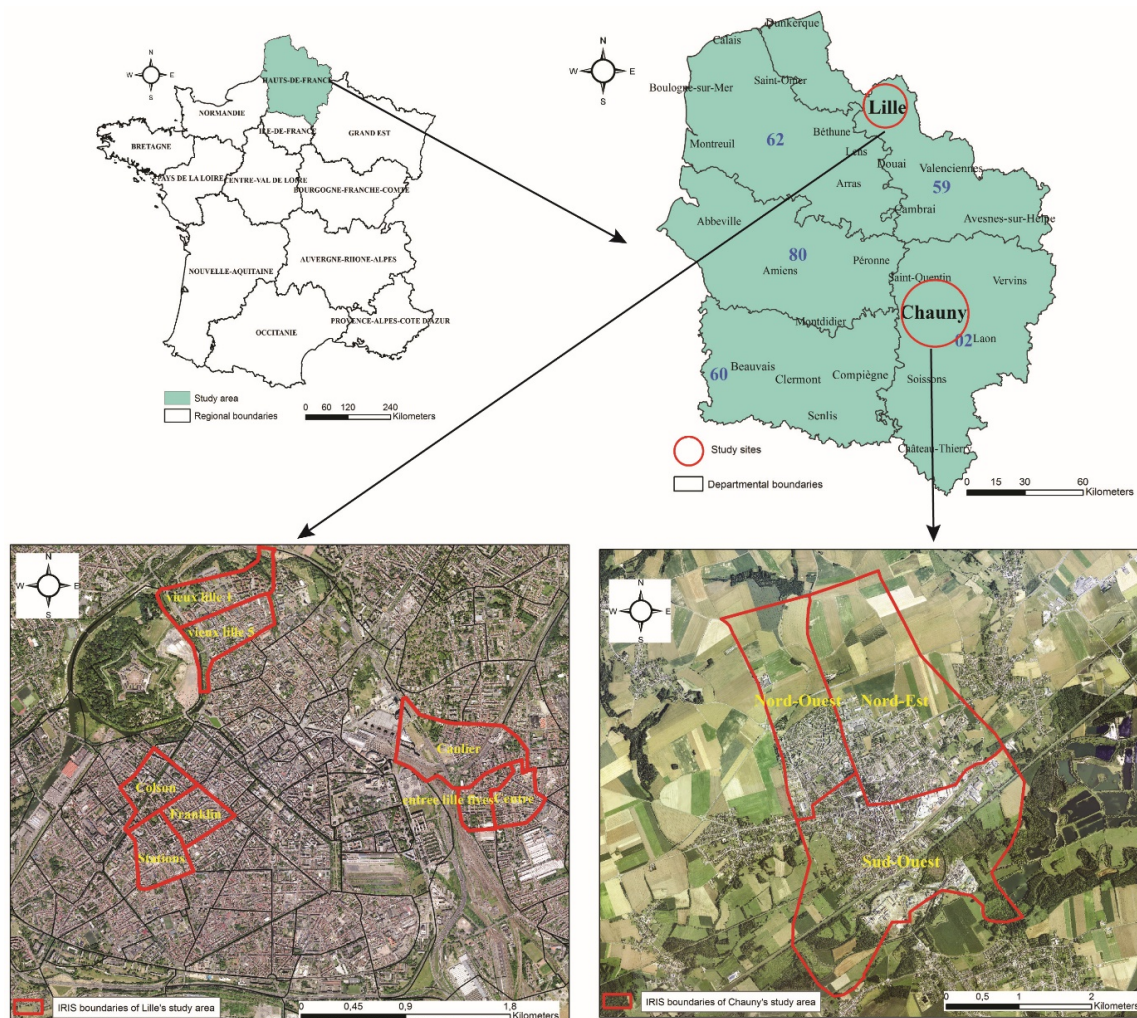 N
W
E
S
HAUTS-DE-FRANCE
NORMANDIE
ILE-DE-FRANCE
GRAND EST
BRETAGNE
PAYS DE LA LOIRE
CENTRE-VAL DE LOIRE
BOURGOGNE-FRANCHE-COMTE
AUVERGNE-RHONE-ALPES
NOUVELLE-AQUITAINE
OCCITANIE
PROVENCE-ALPES-COTE D'AZUR
Study area
Regional boundaries
0 60 120 240
Kilometers
N
W
E
S
Dunkerque
Calais
Saint-Omer
Boulogne-sur-Mer
Lille
62
Béthune
Montreuil
Lens
Douai
Valenciennes
59
Arras
Cambrai
Abbeville
Avesnes-sur-Helpe
80
Péronne
Amiens
Saint-Quentin
Vervins
Chauny
Montdidier
02
Laon
60
Beauvais
Clermont
Compiègne
Soissons
Senlis
Château-Thierry
Study sites
Departmental boundaries
0 15 30 60
Kilometers
N
W
E
S
vieux lille 4
vieux lille 5
Caulier
entree lille fives
Centre
Colson
Franklin
Stations
IRIS boundaries of Lille's study area
0 0,45 0.9 1,8
Kilometers
N
W
E
S
Nord-Ouest
Nord-Est
Sud-Ouest
IRIS boundaries of Chauny's study area
0 0,5 1 2
Kilometers